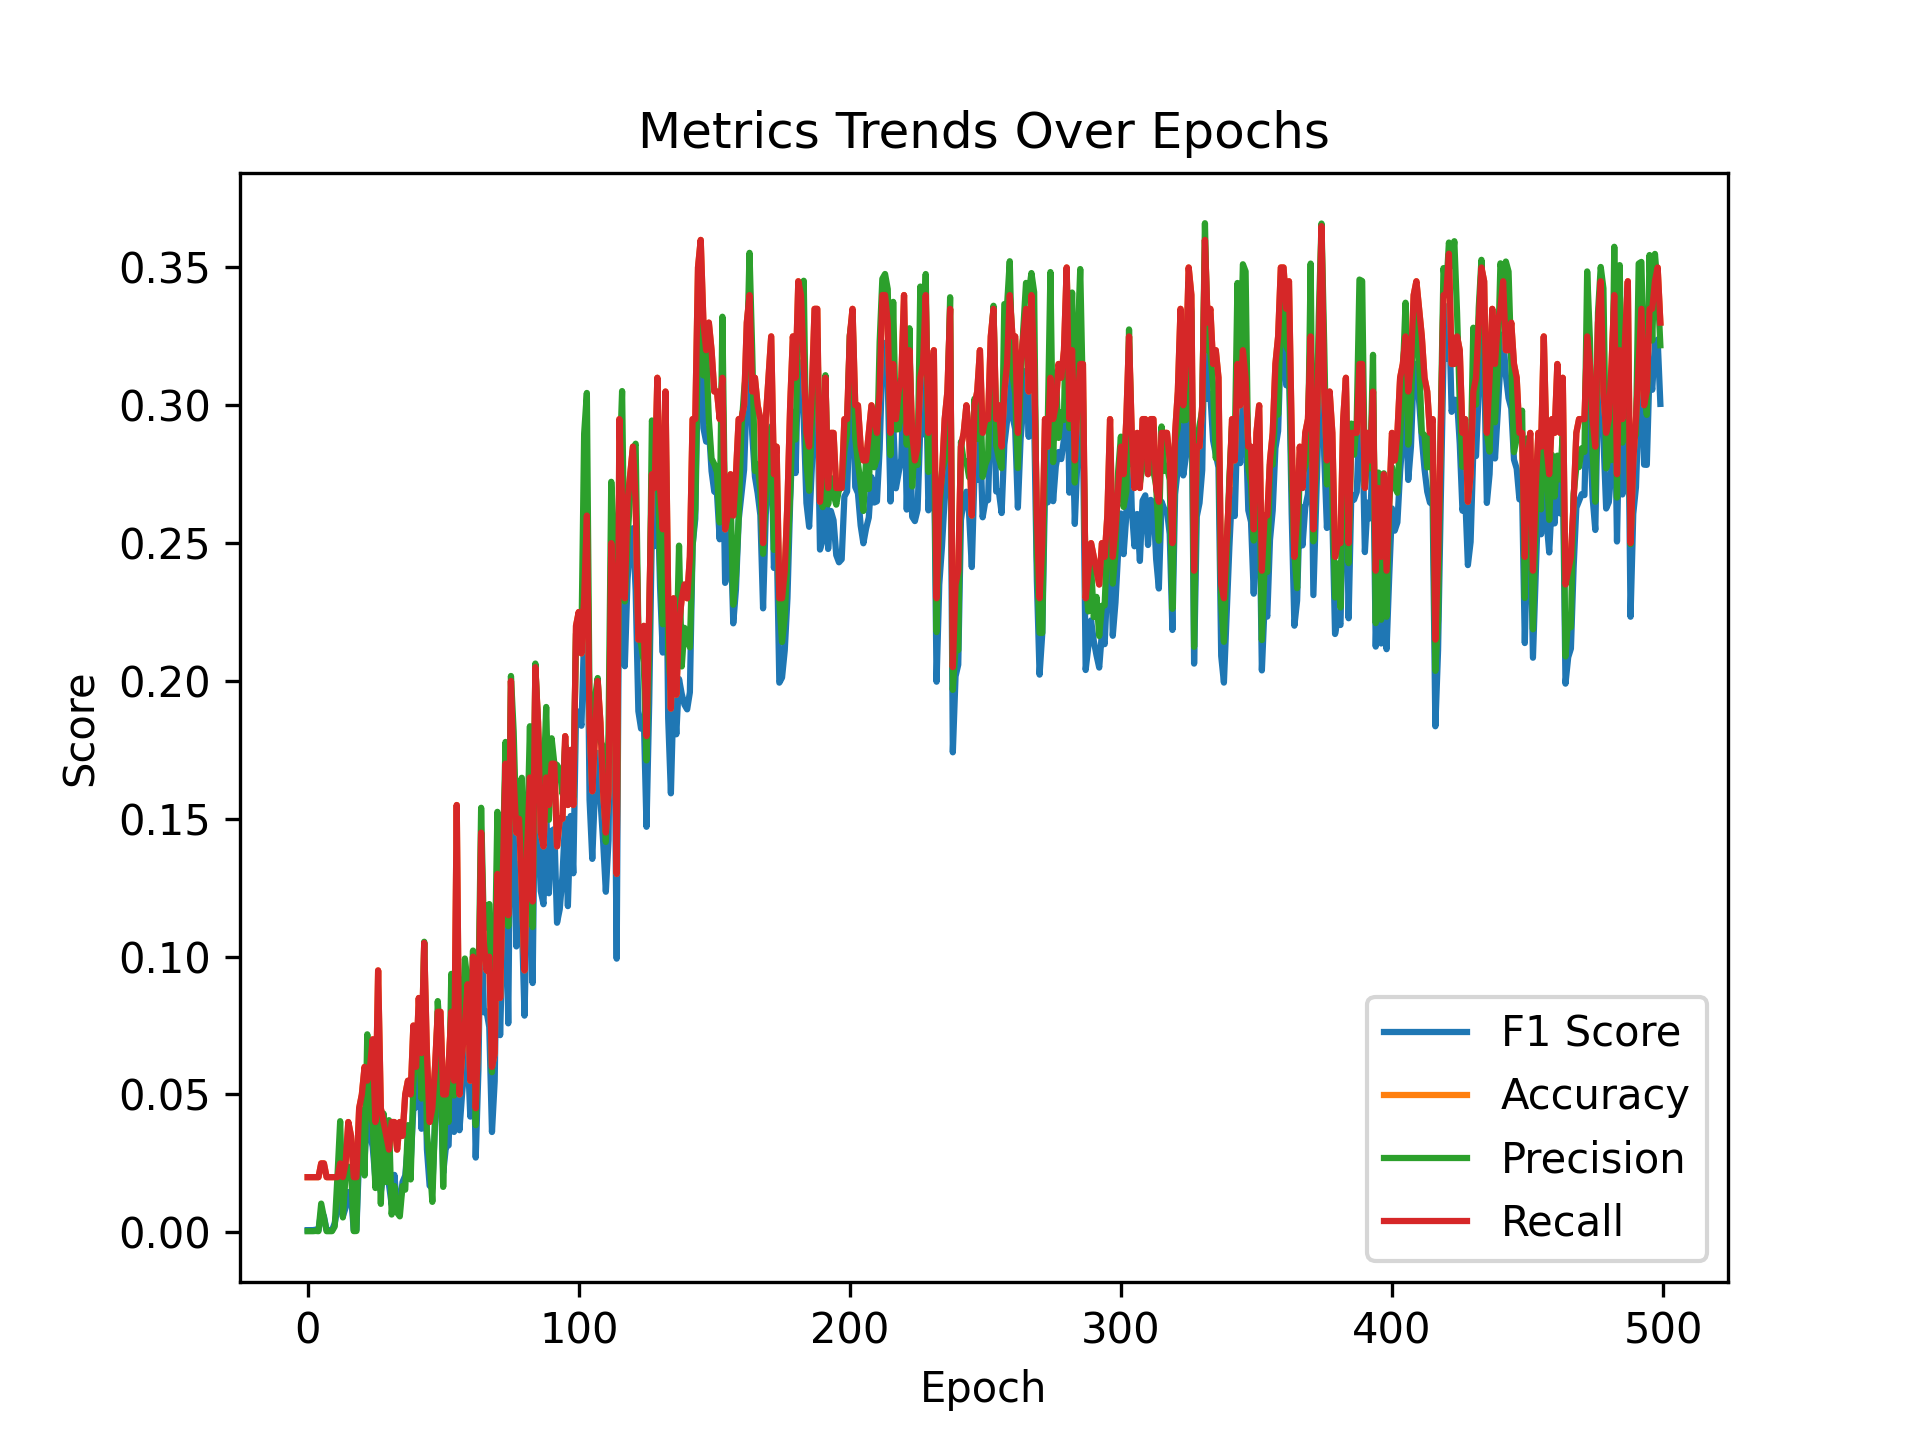 Metrics Trends Over Epochs
0.35
0.30
0.25
0.20
0.15
0.10
0.05
0.00
Score
0 100 200 300 400 500
Epoch
F1 Score
Accuracy
Precision
Recall